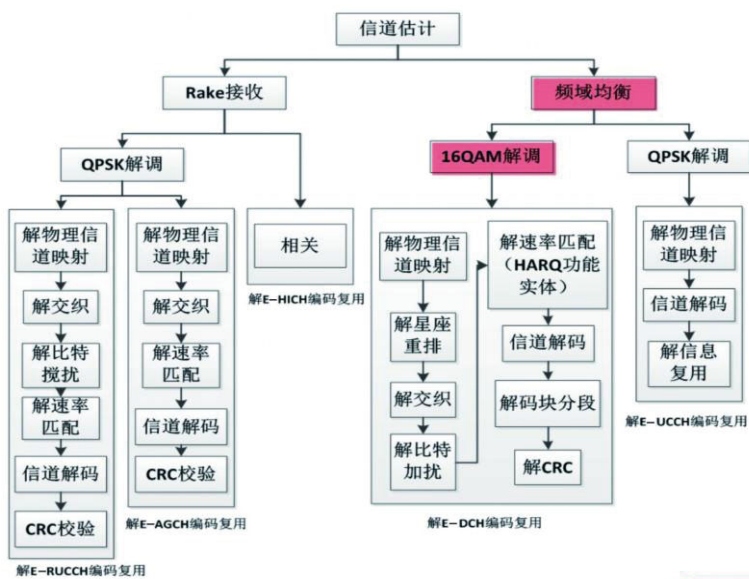 信道估计
Rake接收
频域均衡
QPSK解调
16QAM解调
QPSK解调
解物理信
道映射
解交织
解比特
搅扰
解速率
匹配
信道解码
CRC校验
解E-RUCCH编码复用
解物理信
道映射
解交织
解速率
匹配
信道解码
CRC校验
解E-AGCH编码复用
相关
解E-HICH编码复用
解物理信
道映射
解星座
重排
解交织
解比特
加扰
解速率匹配
（HARQ功能
实体）
信道解码
解码块分段
解CRC
解E-DCH编码复用
解物理信
道映射
信道解码
解信息
复用
解E-UCCH编码复用